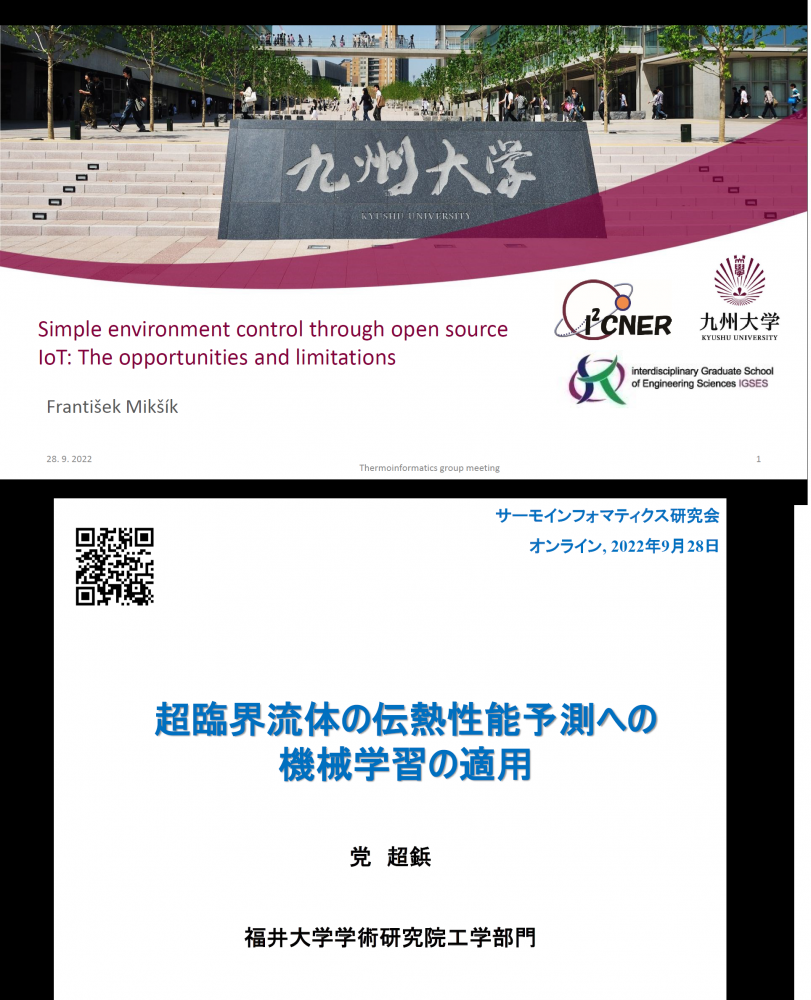 九州大学
KYUSHU UNIVERSITY
Simple environment control through open source
IoT: The opportunities and limitations
František Mikšík
I²CNER
九州大学
KYUSHU UNIVERSITY
interdisciplinary Graduate School
of Engineering Sciences IGSES
28. 9. 2022
Thermoinformatics group meeting
1
サーモインフォマティクス研究会
オンライン, 2022年9月28日
超臨界流体の伝熱性能予測への
機械学習の適用
党 超鋲
福井大学学術研究院工学部門